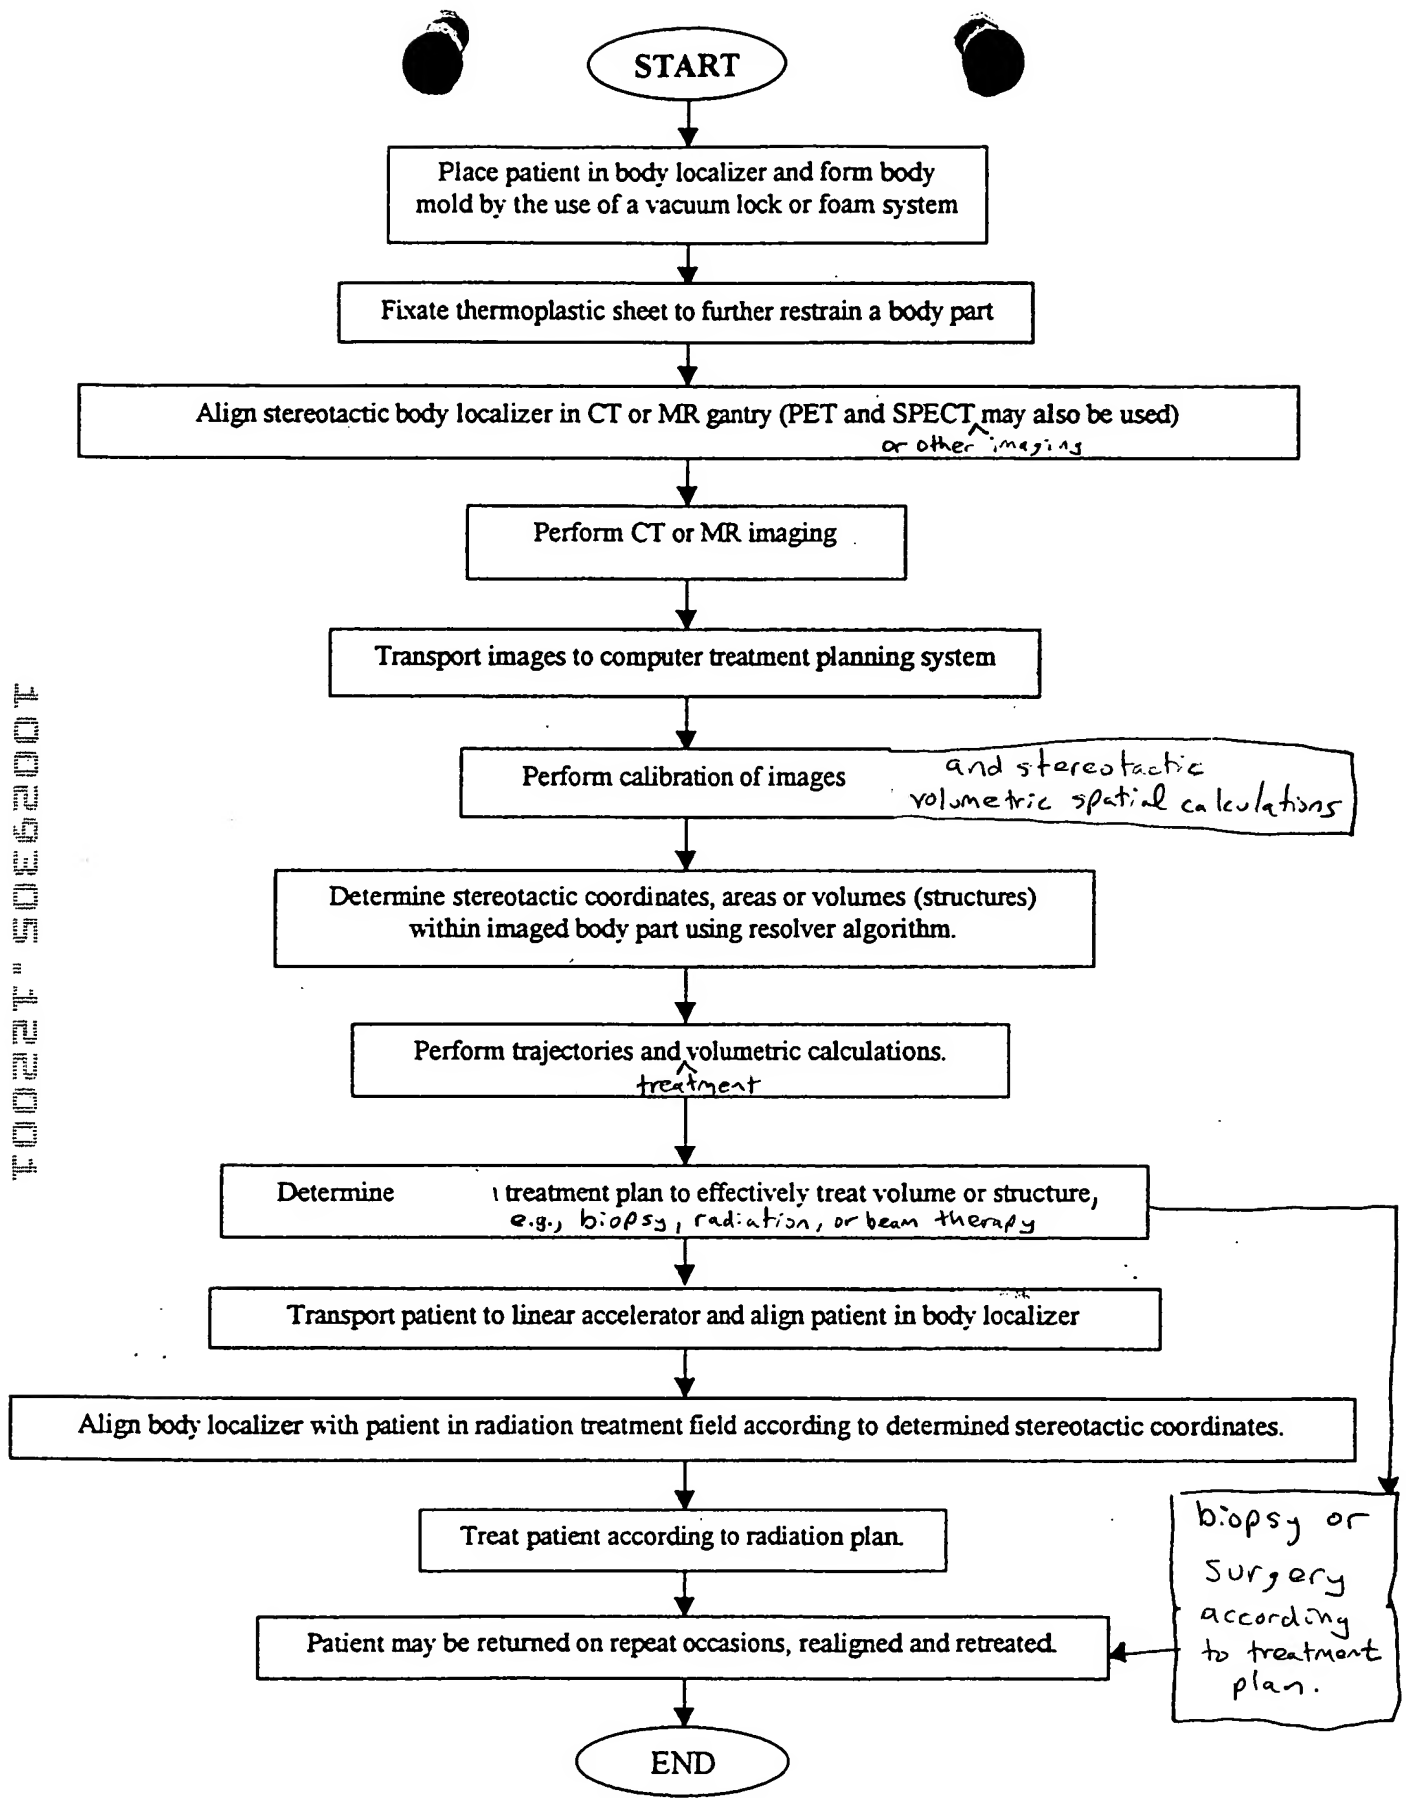 START
Place patient in body localizer and form body
mold by the use of a vacuum lock or foam system
Fixate thermoplastic sheet to further restrain a body part
Align stereotactic body localizer in CT or MR gantry (PET and SPECT may also be used)
or other imaging
Perform CT or MR imaging
Transport images to computer treatment planning system
Perform calibration of images
and stereotactic
volumetric spatial calculations
Determine stereotactic coordinates, areas or volumes (structures)
within imaged body part using resolver algorithm.
Perform trajectories and volumetric calculations.
treatment
Determine treatment plan to effectively treat volume or structure,
e.g., biopsy, radiation, or beam therapy
Transport patient to linear accelerator and align patient in body localizer
Align body localizer with patient in radiation treatment field according to determined stereotactic coordinates.
Treat patient according to radiation plan.
biopsy or
surgery
according
to treatment
plan.
Patient may be returned on repeat occasions, realigned and retreated.
END
10029305.122001